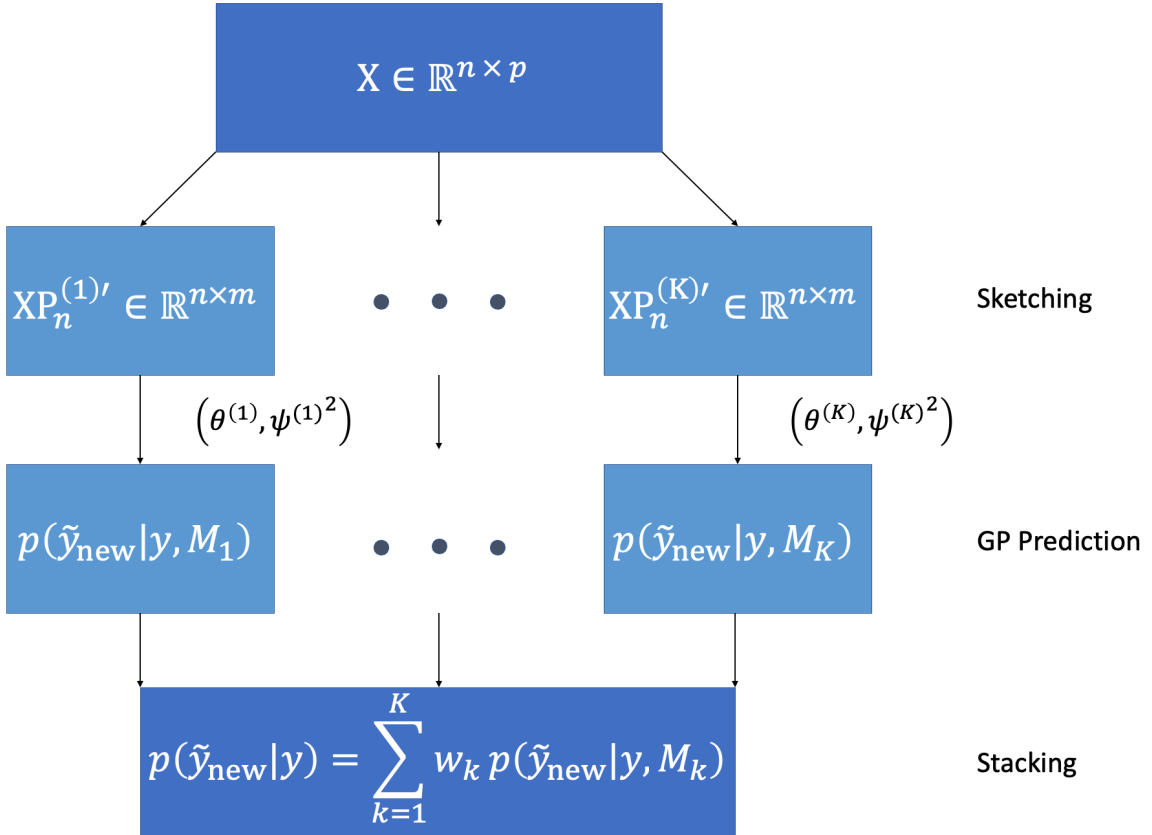 X ∈ ℝ^{n × p}
XP_n^{(1)′} ∈ ℝ^{n×m}
XP_n^{(K)′} ∈ ℝ^{n×m}
Sketching
(θ^{(1)}, ψ^{(1)^2})
(θ^{(K)}, ψ^{(K)^2})
p(ỹ_new|y, M_1)
p(ỹ_new|y, M_K)
GP Prediction
p(ỹ_new|y) = ∑_{k=1}^{K} w_k p(ỹ_new|y, M_k)
Stacking